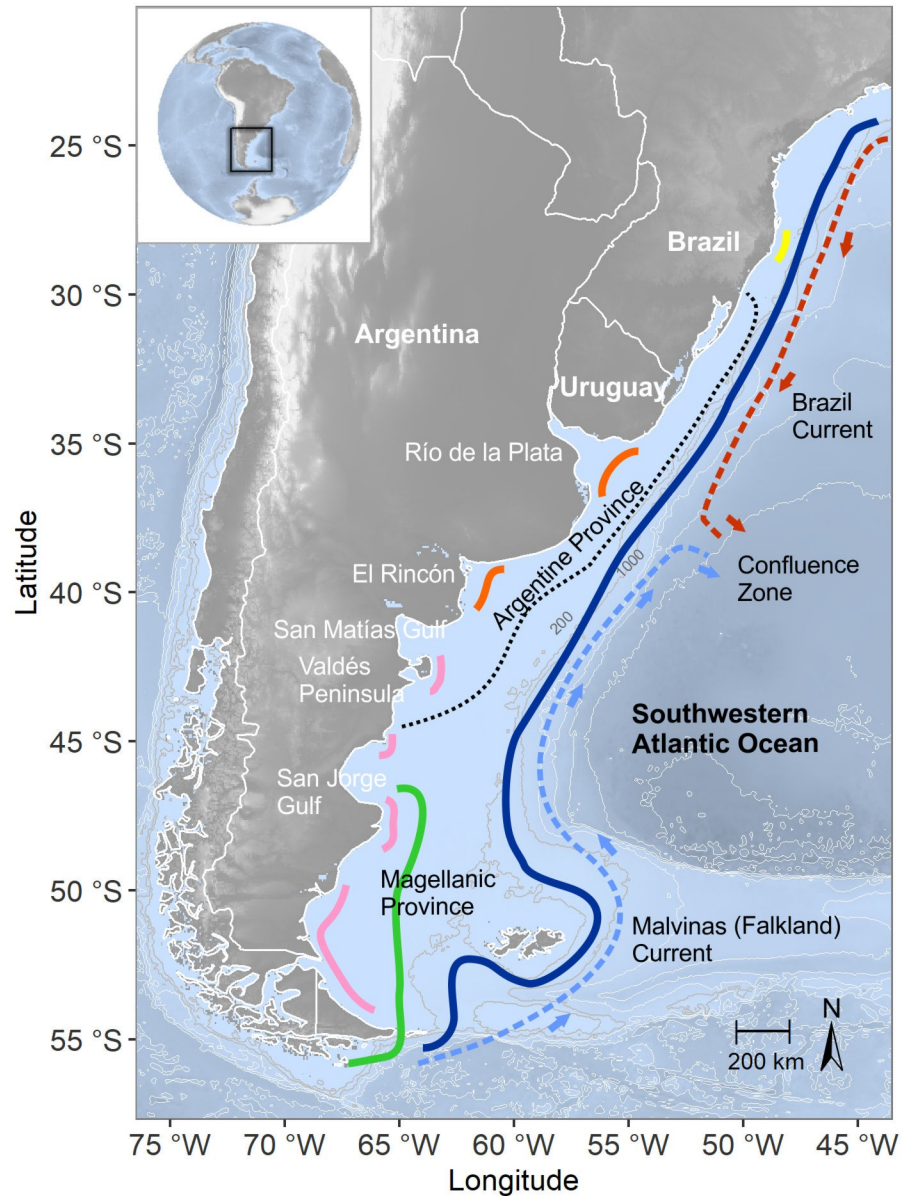 25 °S
30 °S
35 °S
40 °S
45 °S
50 °S
55 °S
Latitude
Brazil
Argentina
Uruguay
Brazil
Current
Río de la Plata
Argentine Province
1000
200
El Rincón
Confluence
Zone
San Matías Gulf
Valdés
Peninsula
Southwestern
Atlantic Ocean
San Jorge
Gulf
Magellanic
Province
Malvinas (Falkland)
Current
N
200 km
75 °W
70 °W
65 °W
60 °W
55 °W
50 °W
45 °W
Longitude